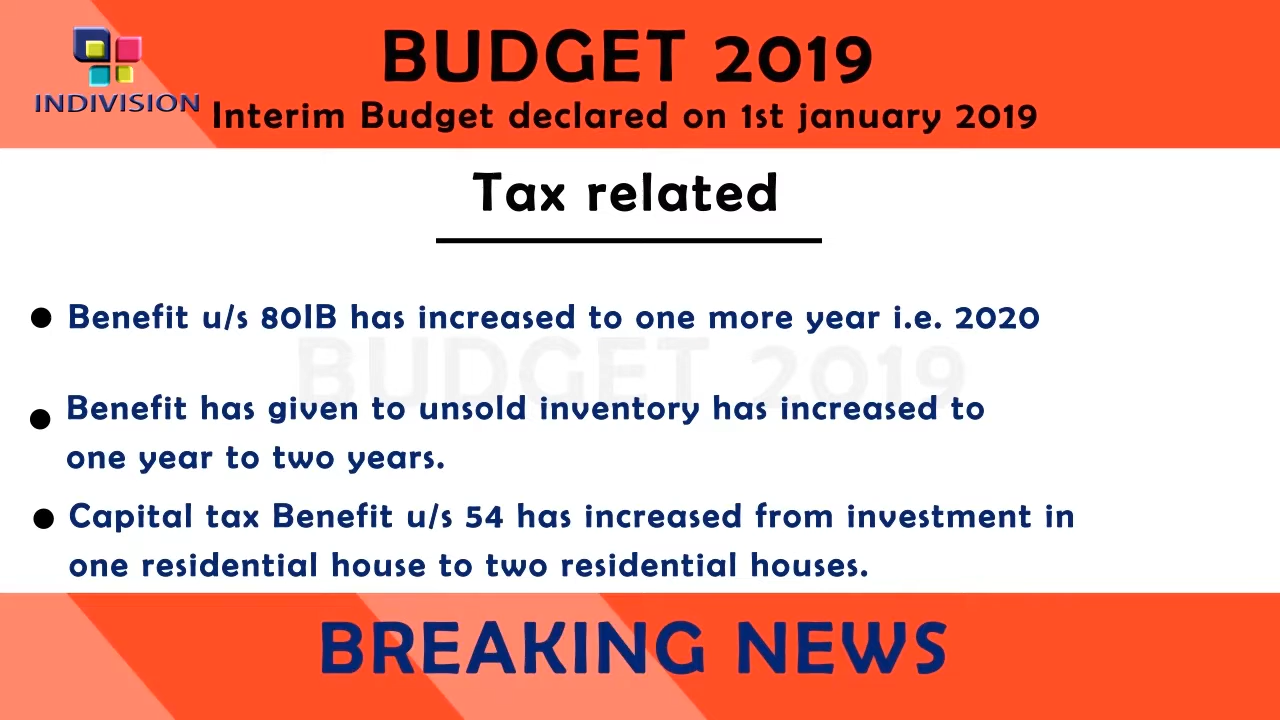 BUDGET 2019
INDIVISION
Interim Budget declared on 1st january 2019
Tax related
Benefit u/s 80IB has increased to one more year i.e. 2020
BUDGET 2019
Benefit has given to unsold inventory has increased to
one year to two years.
Capital tax Benefit u/s 54 has increased from investment in
one residential house to two residential houses.
BREAKING NEWS